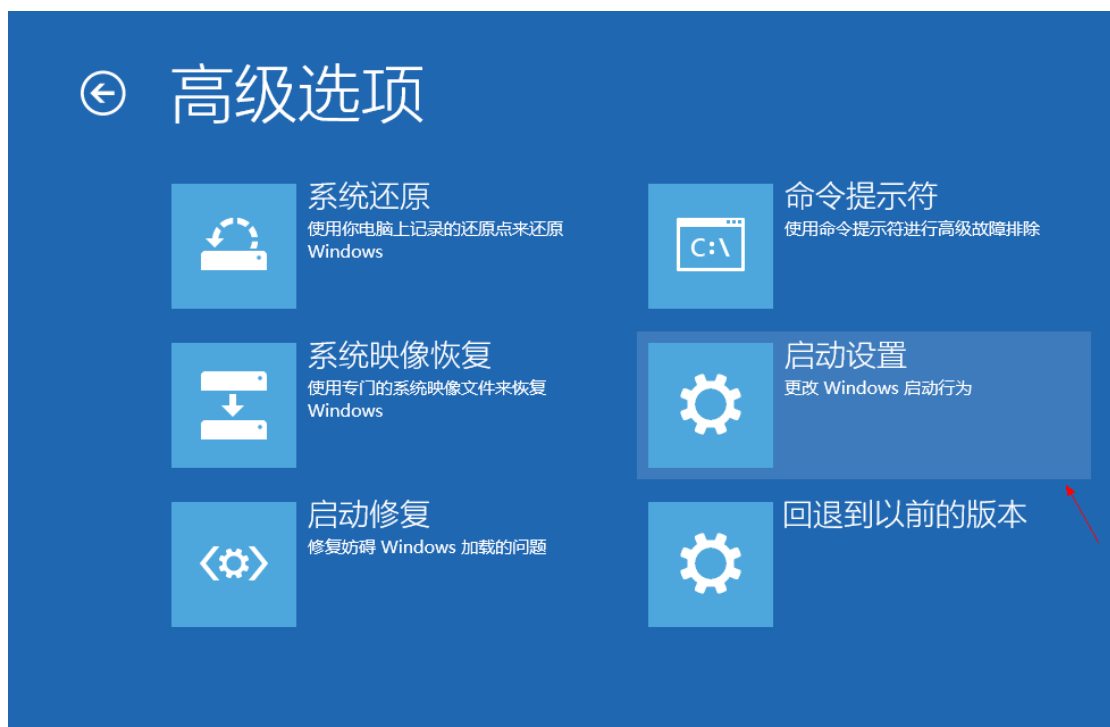 高级选项
系统还原
使用你电脑上记录的还原点来还原
Windows
命令提示符
使用命令提示符进行高级故障排除
C:\
系统映像恢复
使用专门的系统映像文件来恢复
Windows
启动设置
更改 Windows 启动行为
启动修复
修复妨碍 Windows 加载的问题
回退到以前的版本